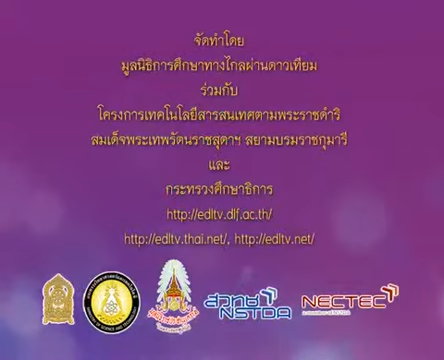 จัดทำโดย
มูลนิธิการศึกษาทางไกลผ่านดาวเทียม
ร่วมกับ
โครงการเทคโนโลยีสารสนเทศตามพระราชดำริ
สมเด็จพระเทพรัตนราชสุดาฯ สยามบรมราชกุมารี
และ
กระทรวงศึกษาธิการ
http://edltv.dlf.ac.th/
http://edltv.thai.net/, http://edltv.net/
สวทช NECTEC
NSTDA a member of NSTDA